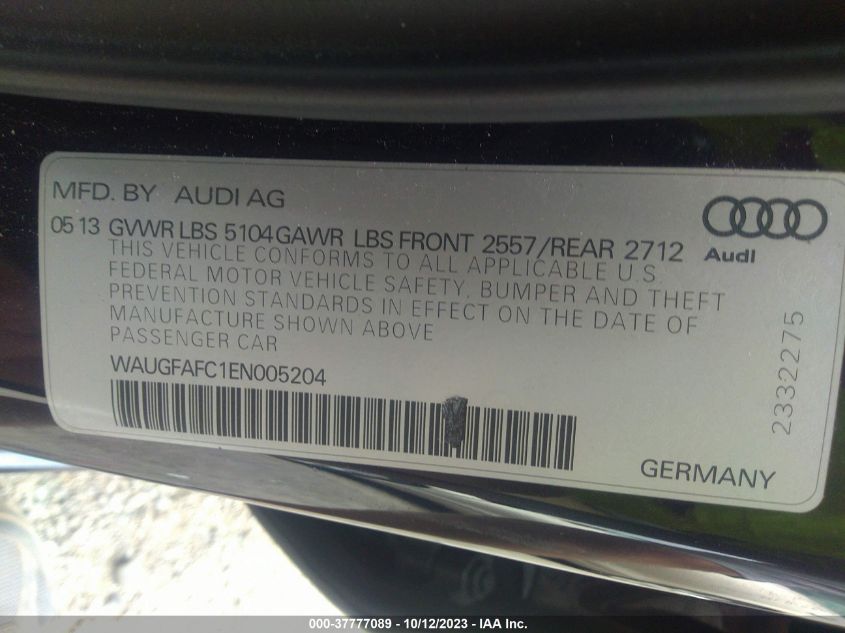 MFD. BY AUDI AG
05 13 GVWR LBS 5104 GAWR LBS FRONT 2557/REAR 2712
THIS VEHICLE CONFORMS TO ALL APPLICABLE U.S.
FEDERAL MOTOR VEHICLE SAFETY, BUMPER AND THEFT
PREVENTION STANDARDS IN EFFECT ON THE DATE OF
MANUFACTURE SHOWN ABOVE
PASSENGER CAR
WAUGFAFC1EN005204
Audi
2332275
GERMANY
000-37777089 - 10/12/2023 - IAA Inc.